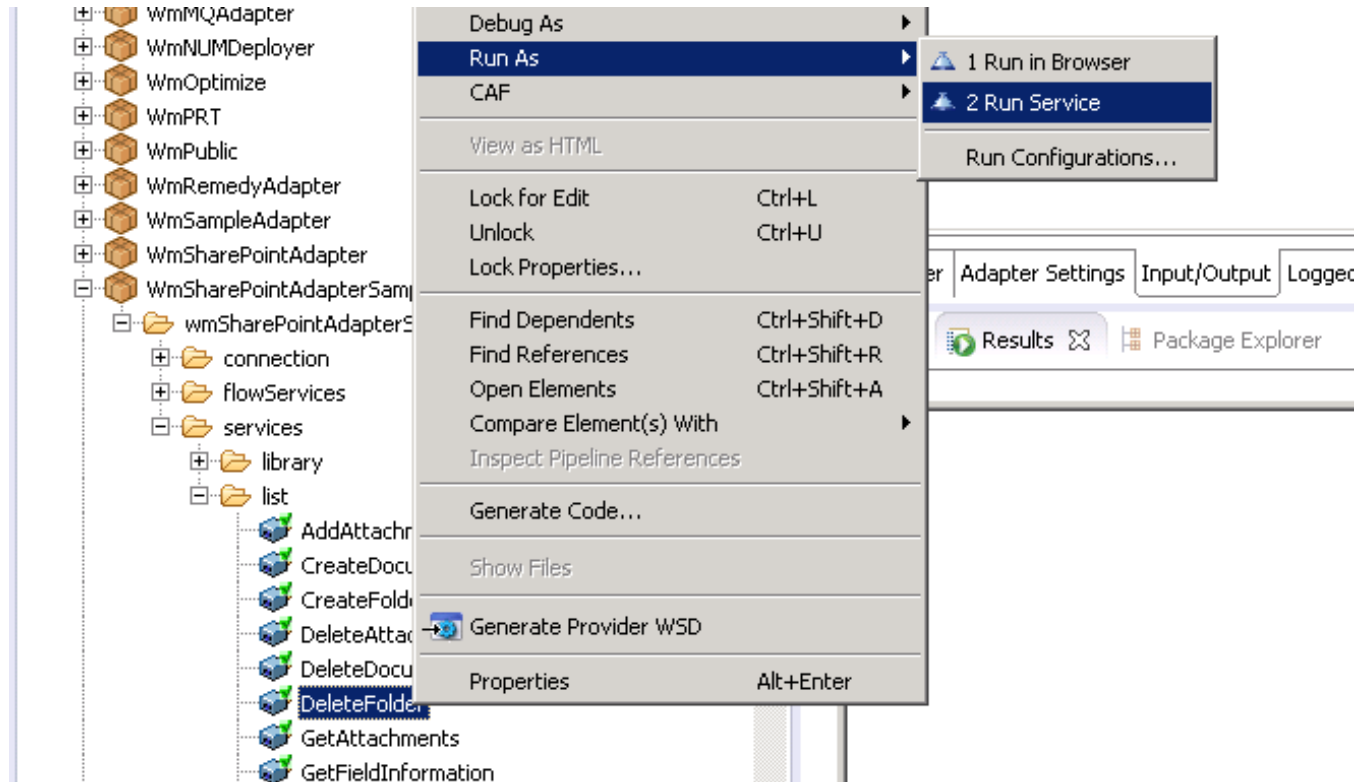 WmMQAdapter
WmNUMDeployer
WmOptimize
WmPRT
WmPublic
WmRemedyAdapter
WmSampleAdapter
WmSharePointAdapter
WmSharePointAdapterSam
wmSharePointAdapterS
connection
flowServices
services
library
list
AddAttach
CreateDocu
CreateFold
DeleteAttac
DeleteDocu
DeleteFolder
GetAttachments
GetFieldInformation
Debug As
Run As
CAF
View as HTML
Lock for Edit Ctrl+L
Unlock Ctrl+U
Lock Properties...
Find Dependents Ctrl+Shift+D
Find References Ctrl+Shift+R
Open Elements Ctrl+Shift+A
Compare Element(s) With
Inspect Pipeline References
Generate Code...
Show Files
Generate Provider WSD
Properties Alt+Enter
1 Run in Browser
2 Run Service
Run Configurations...
er Adapter Settings Input/Output Logged
Results Package Explorer